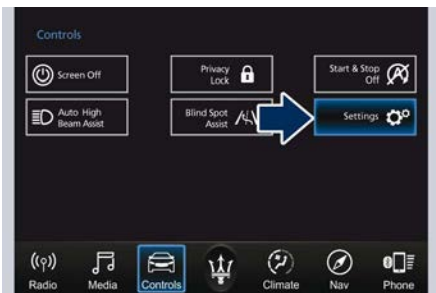 Controls
Screen Off
Privacy
Lock
Start & Stop
Off
Auto High
Beam Assist
Blind Spot
Assist
Settings
Radio
Media
Controls
Climate
Nav
Phone